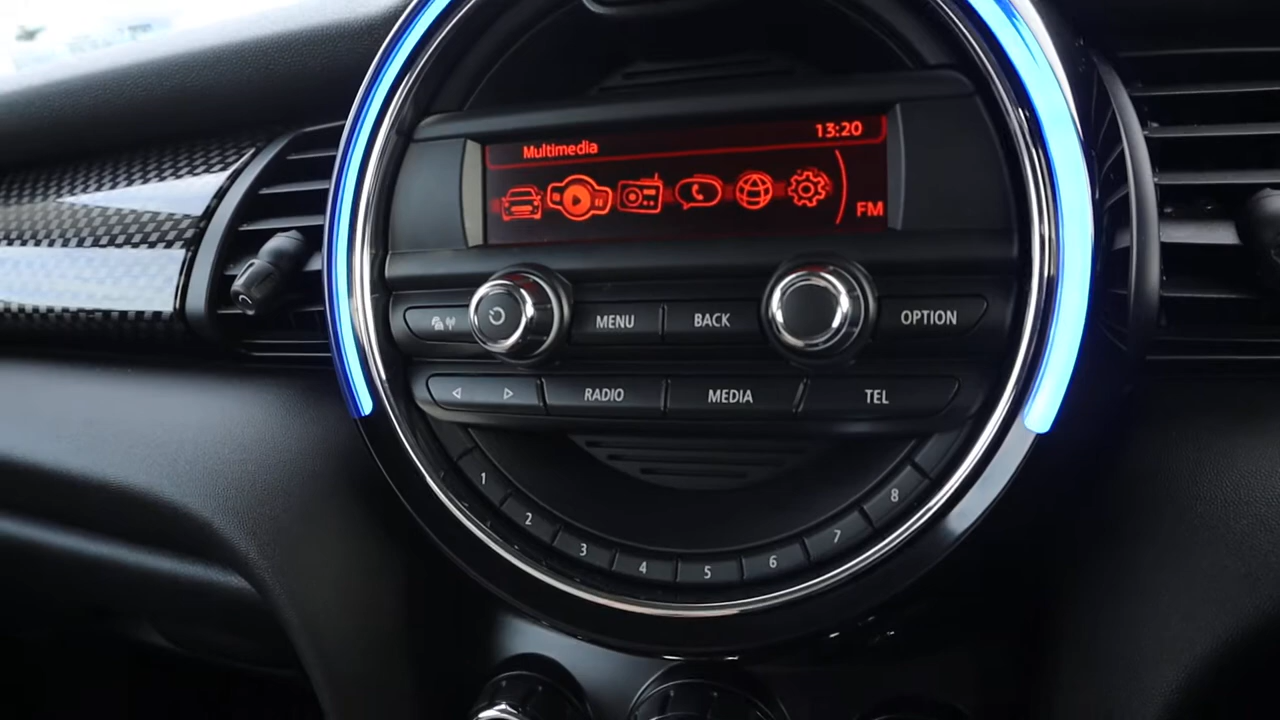 13:20
Multimedia
FM
MENU BACK OPTION
RADIO MEDIA TEL
1 2 3 4 5 6 7 8